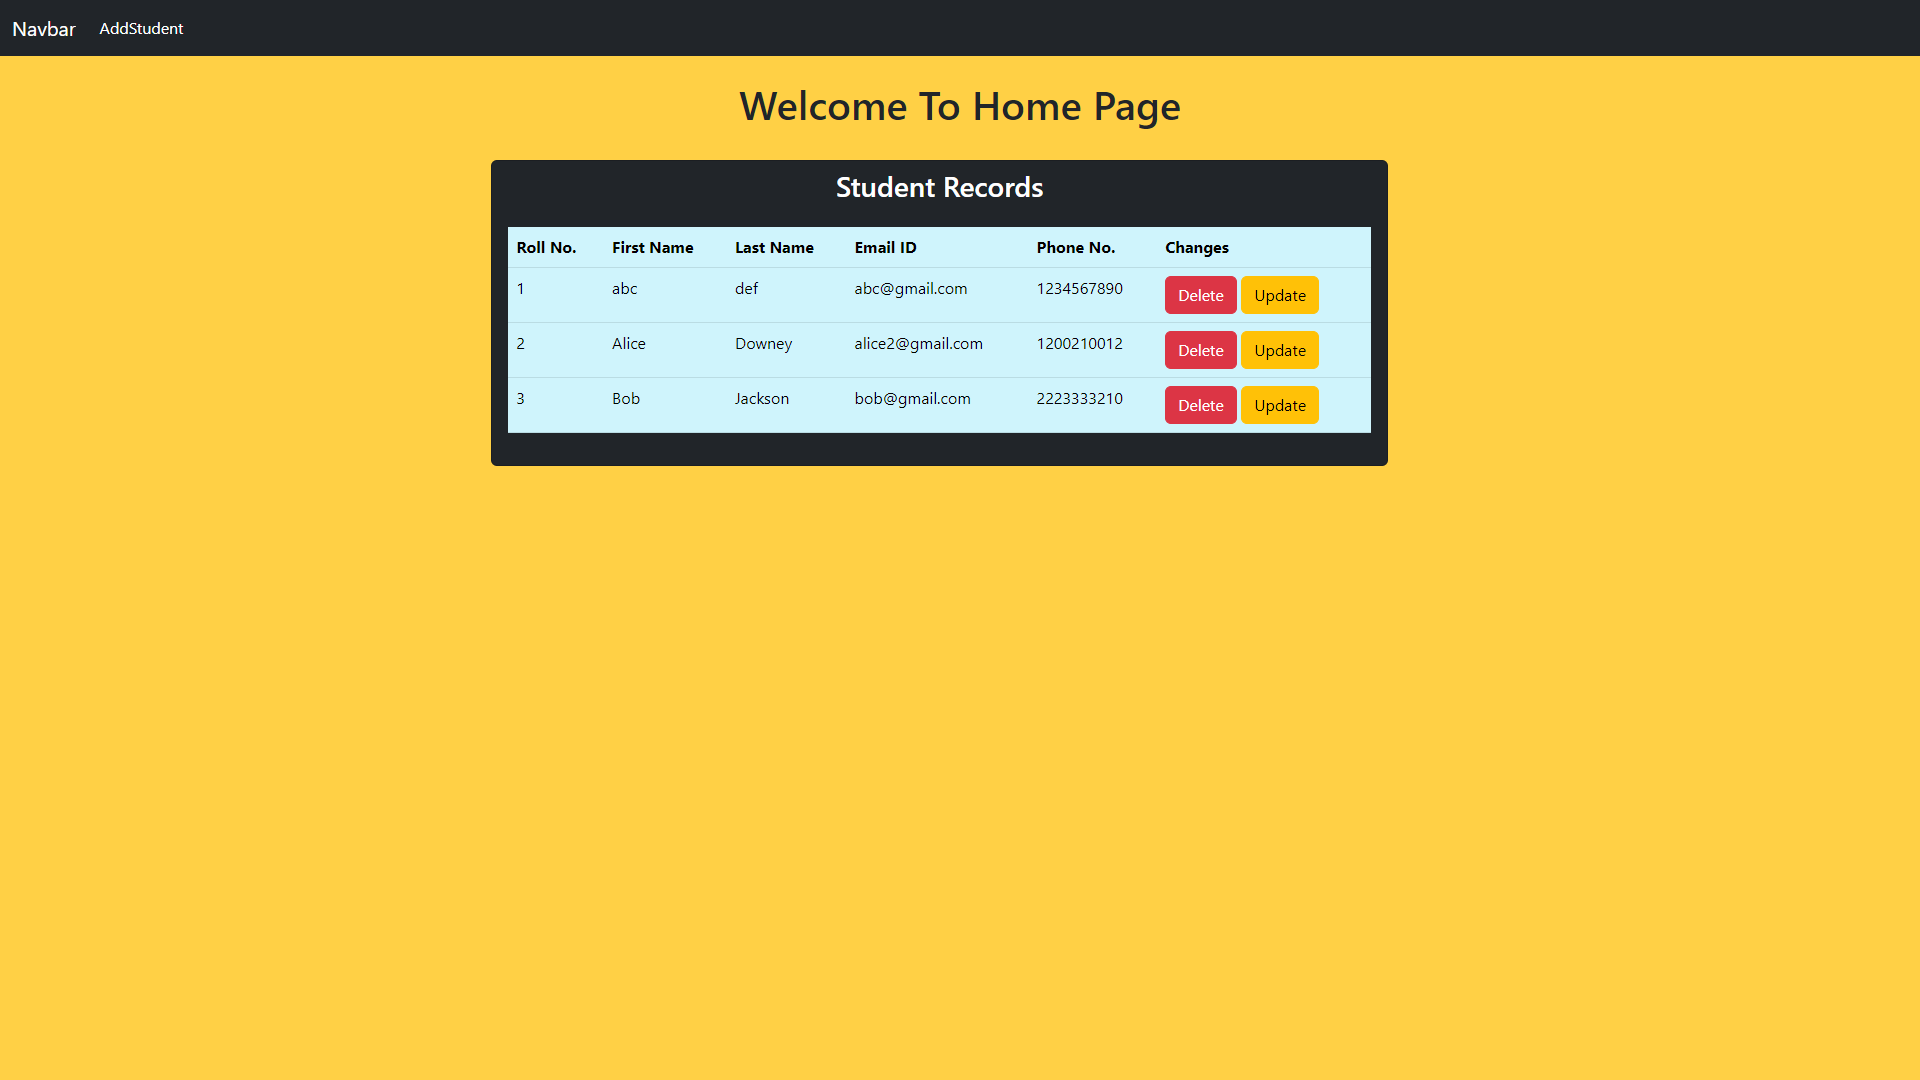 Navbar AddStudent
Welcome To Home Page
Student Records
Roll No. First Name Last Name Email ID Phone No. Changes
1 abc def abc@gmail.com 1234567890 Delete Update
2 Alice Downey alice2@gmail.com 1200210012 Delete Update
3 Bob Jackson bob@gmail.com 2223333210 Delete Update